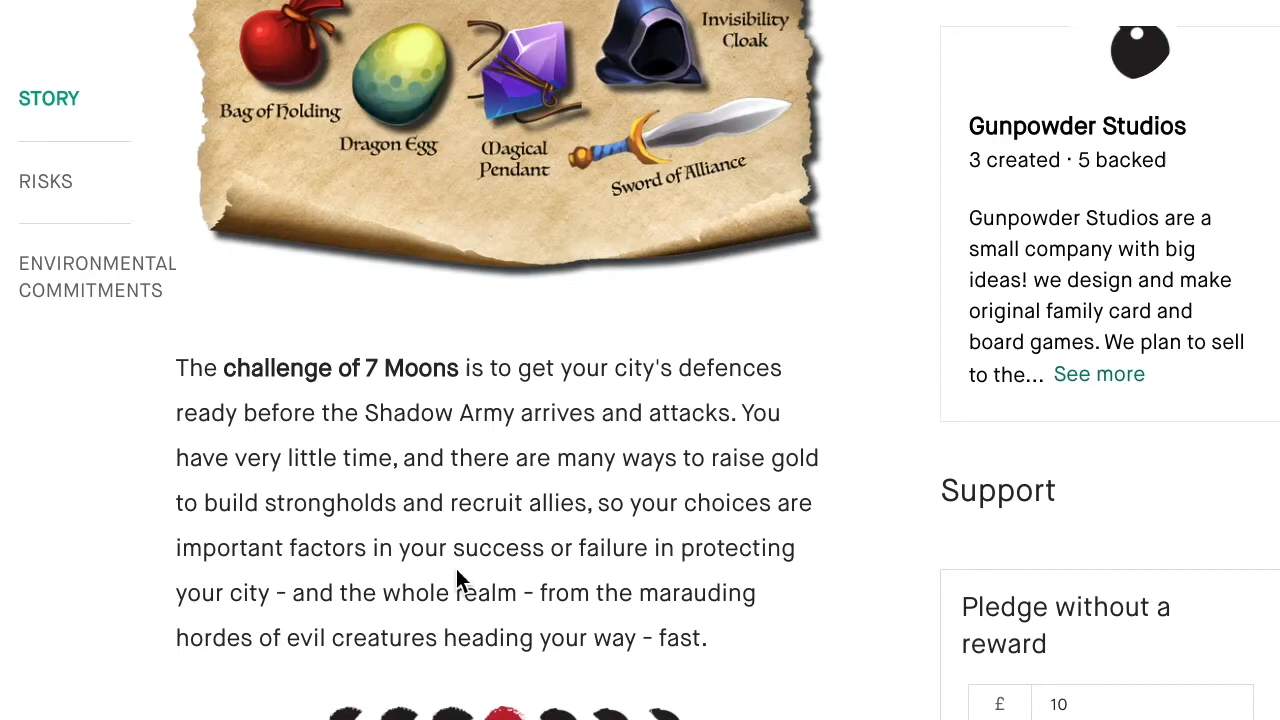 Invisibility
Cloak
Bag of Holding
Dragon Egg
Magical
Pendant
Sword of Alliance
STORY
RISKS
ENVIRONMENTAL
COMMITMENTS
The challenge of 7 Moons is to get your city's defences
ready before the Shadow Army arrives and attacks. You
have very little time, and there are many ways to raise gold
to build strongholds and recruit allies, so your choices are
important factors in your success or failure in protecting
your city - and the whole realm - from the marauding
hordes of evil creatures heading your way - fast.
Gunpowder Studios
3 created · 5 backed
Gunpowder Studios are a
small company with big
ideas! we design and make
original family card and
board games. We plan to sell
to the... See more
Support
Pledge without a
reward
£ 10